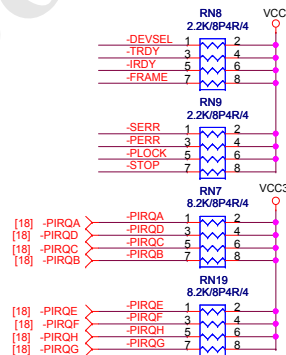 RN8 VCC
2.2K/8P4R/4
-DEVSEL 1 2
-TRDY 3 4
-IRDY 5 6
-FRAME 7 8
RN9
2.2K/8P4R/4
-SERR 1 2
-PERR 3 4
-PLOCK 5 6
-STOP 7 8
RN7 VCC3
8.2K/8P4R/4
[18] -PIRQA -PIRQA 1 2
[18] -PIRQD -PIRQD 3 4
[18] -PIRQC -PIRQC 5 6
[18] -PIRQB -PIRQB 7 8
RN19
8.2K/8P4R/4
[18] -PIRQE -PIRQE 1 2
[18] -PIRQF -PIRQF 3 4
[18] -PIRQH -PIRQH 5 6
[18] -PIRQG -PIRQG 7 8